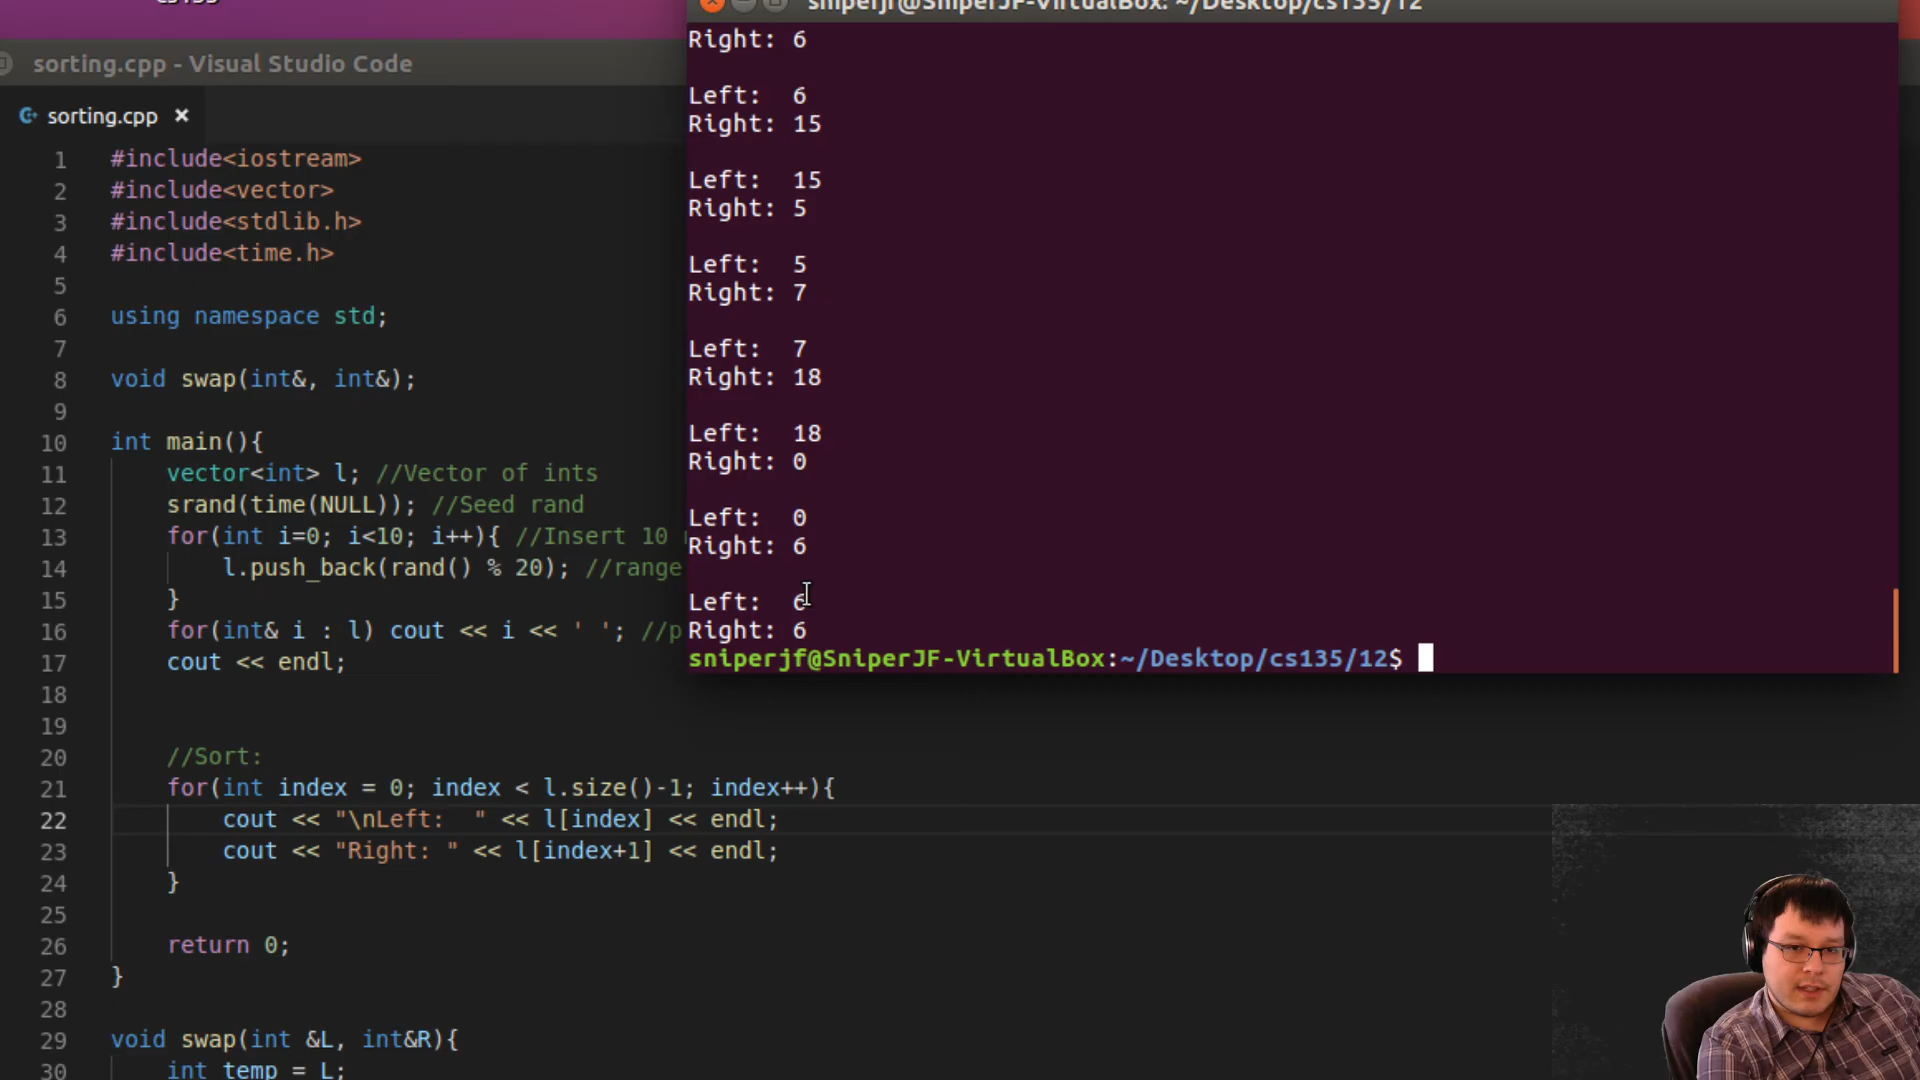 sorting.cpp - Visual Studio Code
sorting.cpp
1 #include<iostream>
2 #include<vector>
3 #include<stdlib.h>
4 #include<time.h>
5
6 using namespace std;
7
8 void swap(int&, int&);
9
10 int main(){
11 vector<int> l; //Vector of ints
12 srand(time(NULL)); //Seed rand
13 for(int i=0; i<10; i++){ //Insert 10
14 l.push_back(rand() % 20); //range
15 }
16 for(int& i : l) cout << i << ' '; //p
17 cout << endl;
18
19
20 //Sort:
21 for(int index = 0; index < l.size()-1; index++){
22 cout << "\nLeft:  " << l[index] << endl;
23 cout << "Right: " << l[index+1] << endl;
24 }
25
26 return 0;
27 }
28
29 void swap(int &L, int&R){
30 int temp = L;
sniperjf@SniperJF-VirtualBox: ~/Desktop/cs135/12
Right: 6
Left:  6
Right: 15
Left:  15
Right: 5
Left:  5
Right: 7
Left:  7
Right: 18
Left:  18
Right: 0
Left:  0
Right: 6
Left:  6
Right: 6
sniperjf@SniperJF-VirtualBox:~/Desktop/cs135/12$